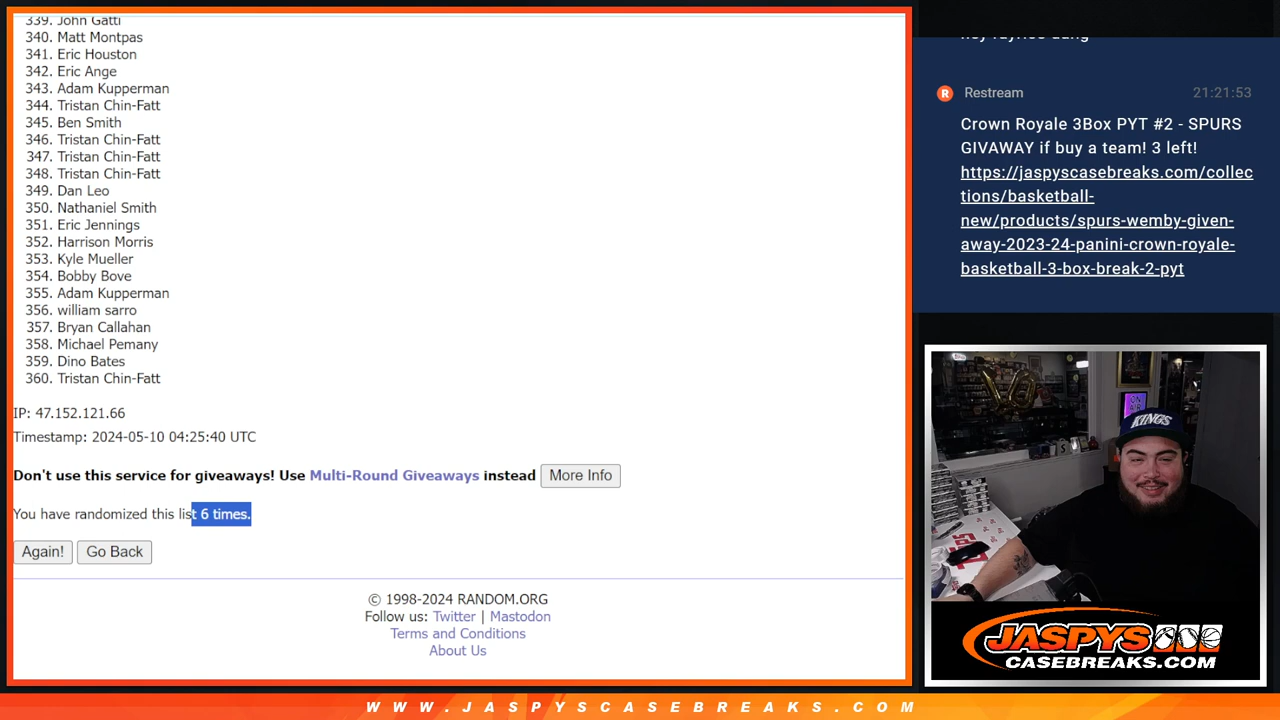 339. John Gatti
340. Matt Montpas
341. Eric Houston
342. Eric Ange
343. Adam Kupperman
344. Tristan Chin-Fatt
345. Ben Smith
346. Tristan Chin-Fatt
347. Tristan Chin-Fatt
348. Tristan Chin-Fatt
349. Dan Leo
350. Nathaniel Smith
351. Eric Jennings
352. Harrison Morris
353. Kyle Mueller
354. Bobby Bove
355. Adam Kupperman
356. william sarro
357. Bryan Callahan
358. Michael Pemany
359. Dino Bates
360. Tristan Chin-Fatt
IP: 47.152.121.66
Timestamp: 2024-05-10 04:25:40 UTC
Don't use this service for giveaways! Use Multi-Round Giveaways instead More Info
You have randomized this list 6 times.
Again! Go Back
© 1998-2024 RANDOM.ORG
Follow us: Twitter | Mastodon
Terms and Conditions
About Us
R Restream 21:21:53
Crown Royale 3Box PYT #2 - SPURS
GIVAWAY if buy a team! 3 left!
https://jaspyscasebreaks.com/collec
tions/basketball-
new/products/spurs-wemby-given-
away-2023-24-panini-crown-royale-
basketball-3-box-break-2-pyt
ON
AIR
KINGS
JASPYS
CASEBREAKS.COM
WWW.JASPYSCASEBREAKS.COM